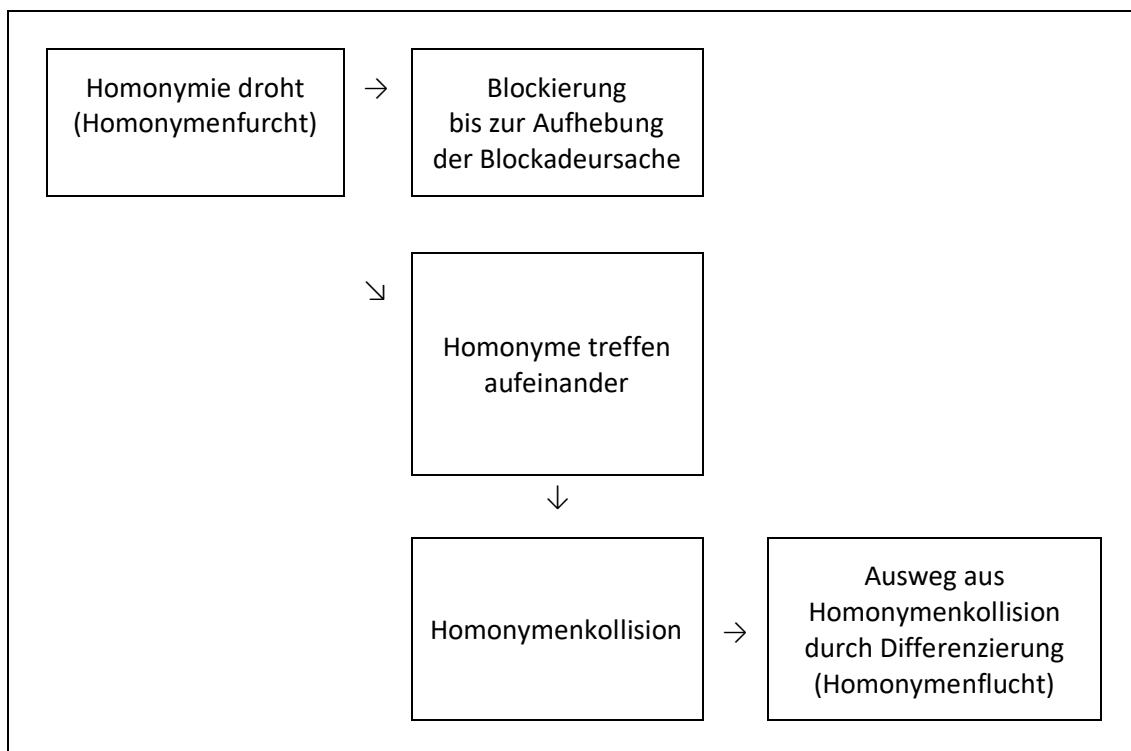 Homonymie droht
(Homonymenfurcht)
→
Blockierung
bis zur Aufhebung
der Blockadeursache
↘
Homonyme treffen
aufeinander
↓
Homonymenkollision
→
Ausweg aus
Homonymenkollision
durch Differenzierung
(Homonymenflucht)